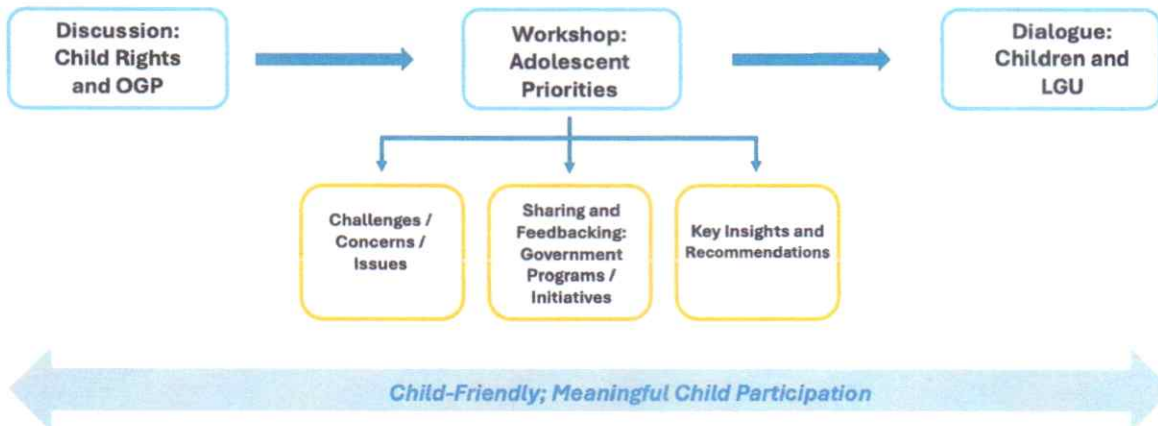 Discussion:
Child Rights
and OGP
Workshop:
Adolescent
Priorities
Dialogue:
Children and
LGU
Challenges /
Concerns /
Issues
Sharing and
Feedbacking:
Government
Programs /
Initiatives
Key Insights and
Recommendations
Child-Friendly; Meaningful Child Participation